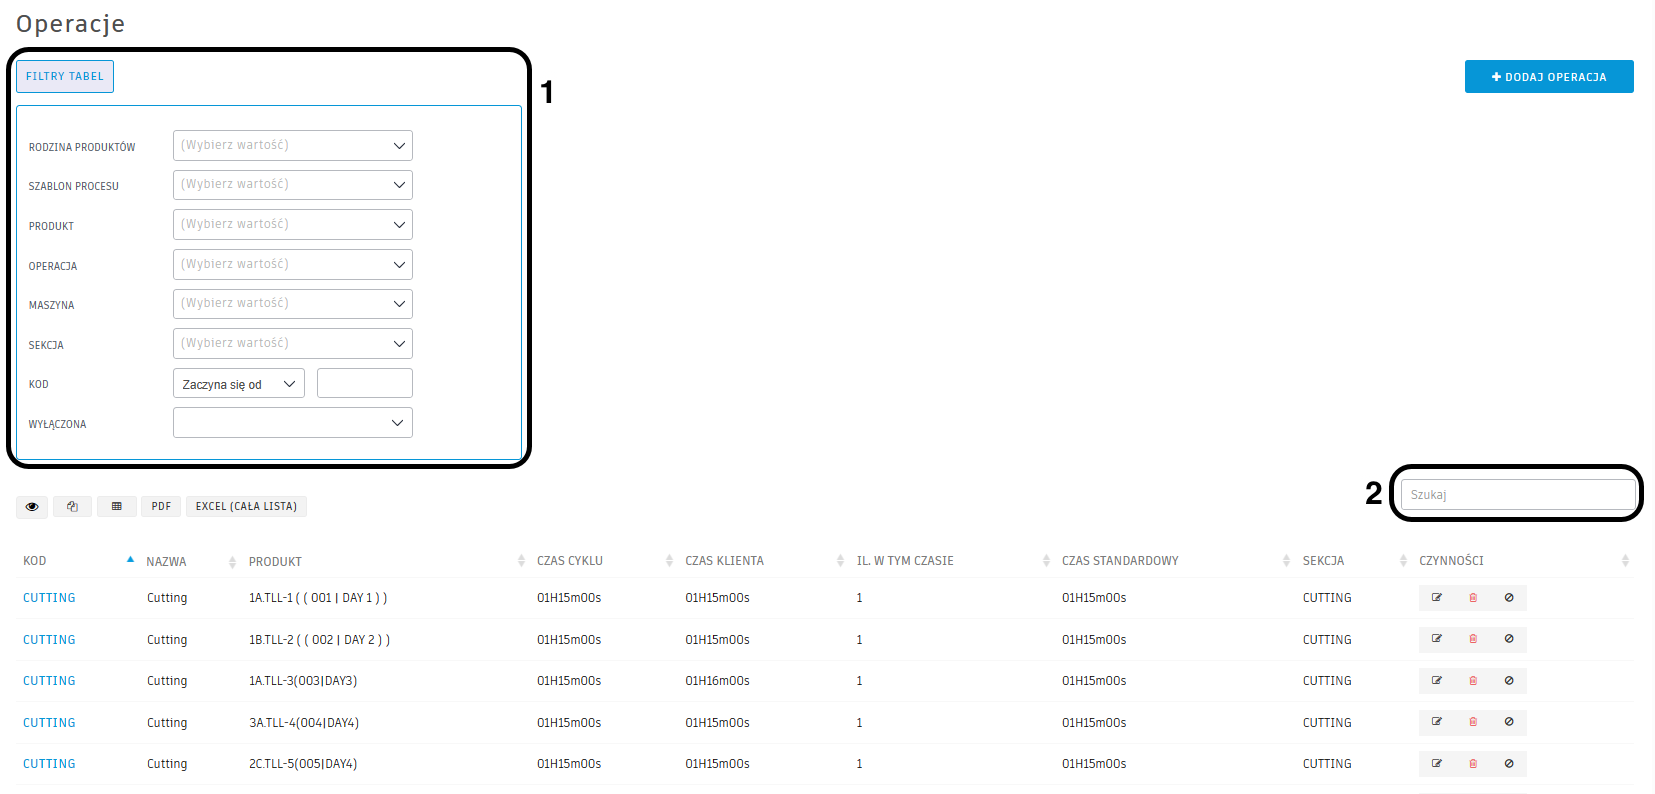 Operacje
FILTRY TABEL
1
DODAJ OPERACJA
RODZINA PRODUKTÓW (Wybierz wartość)
SZABLON PROCESU (Wybierz wartość)
PRODUKT (Wybierz wartość)
OPERACJA (Wybierz wartość)
MASZYNA (Wybierz wartość)
SEKCJA (Wybierz wartość)
KOD Zaczyna się od
WYŁĄCZONA
2 Szukaj
PDF EXCEL (CAŁA LISTA)
KOD NAZWA PRODUKT CZAS CYKLU CZAS KLIENTA IL. W TYM CZASIE CZAS STANDARDOWY SEKCJA CZYNNOŚCI
CUTTING Cutting 1A.TLL-1 ( ( 001 | DAY 1 ) ) 01H15m00s 01H15m00s 1 01H15m00s CUTTING
CUTTING Cutting 1B.TLL-2 ( ( 002 | DAY 2 ) ) 01H15m00s 01H15m00s 1 01H15m00s CUTTING
CUTTING Cutting 1A.TLL-3(003|DAY3) 01H15m00s 01H16m00s 1 01H15m00s CUTTING
CUTTING Cutting 3A.TLL-4(004|DAY4) 01H15m00s 01H15m00s 1 01H15m00s CUTTING
CUTTING Cutting 2C.TLL-5(005|DAY4) 01H15m00s 01H15m00s 1 01H15m00s CUTTING